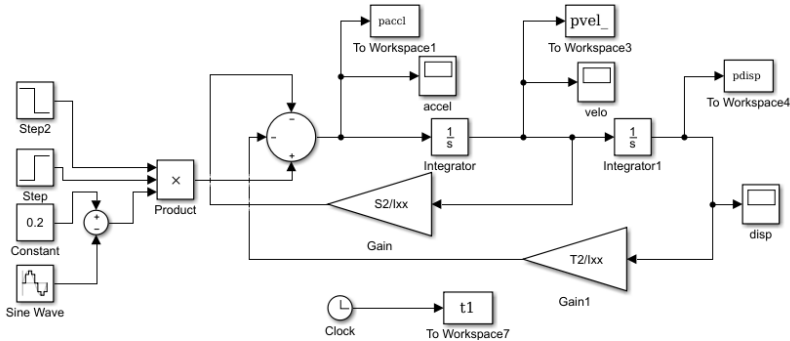 paccl
To Workspace1
pvel_
To Workspace3
pdisp
To Workspace4
accel
velo
Step2
−
−
+
1
s
Integrator
1
s
Integrator1
Step
×
Product
0.2
Constant
+
−
S2/Ixx
Gain
disp
Sine Wave
T2/Ixx
Gain1
Clock
t1
To Workspace7